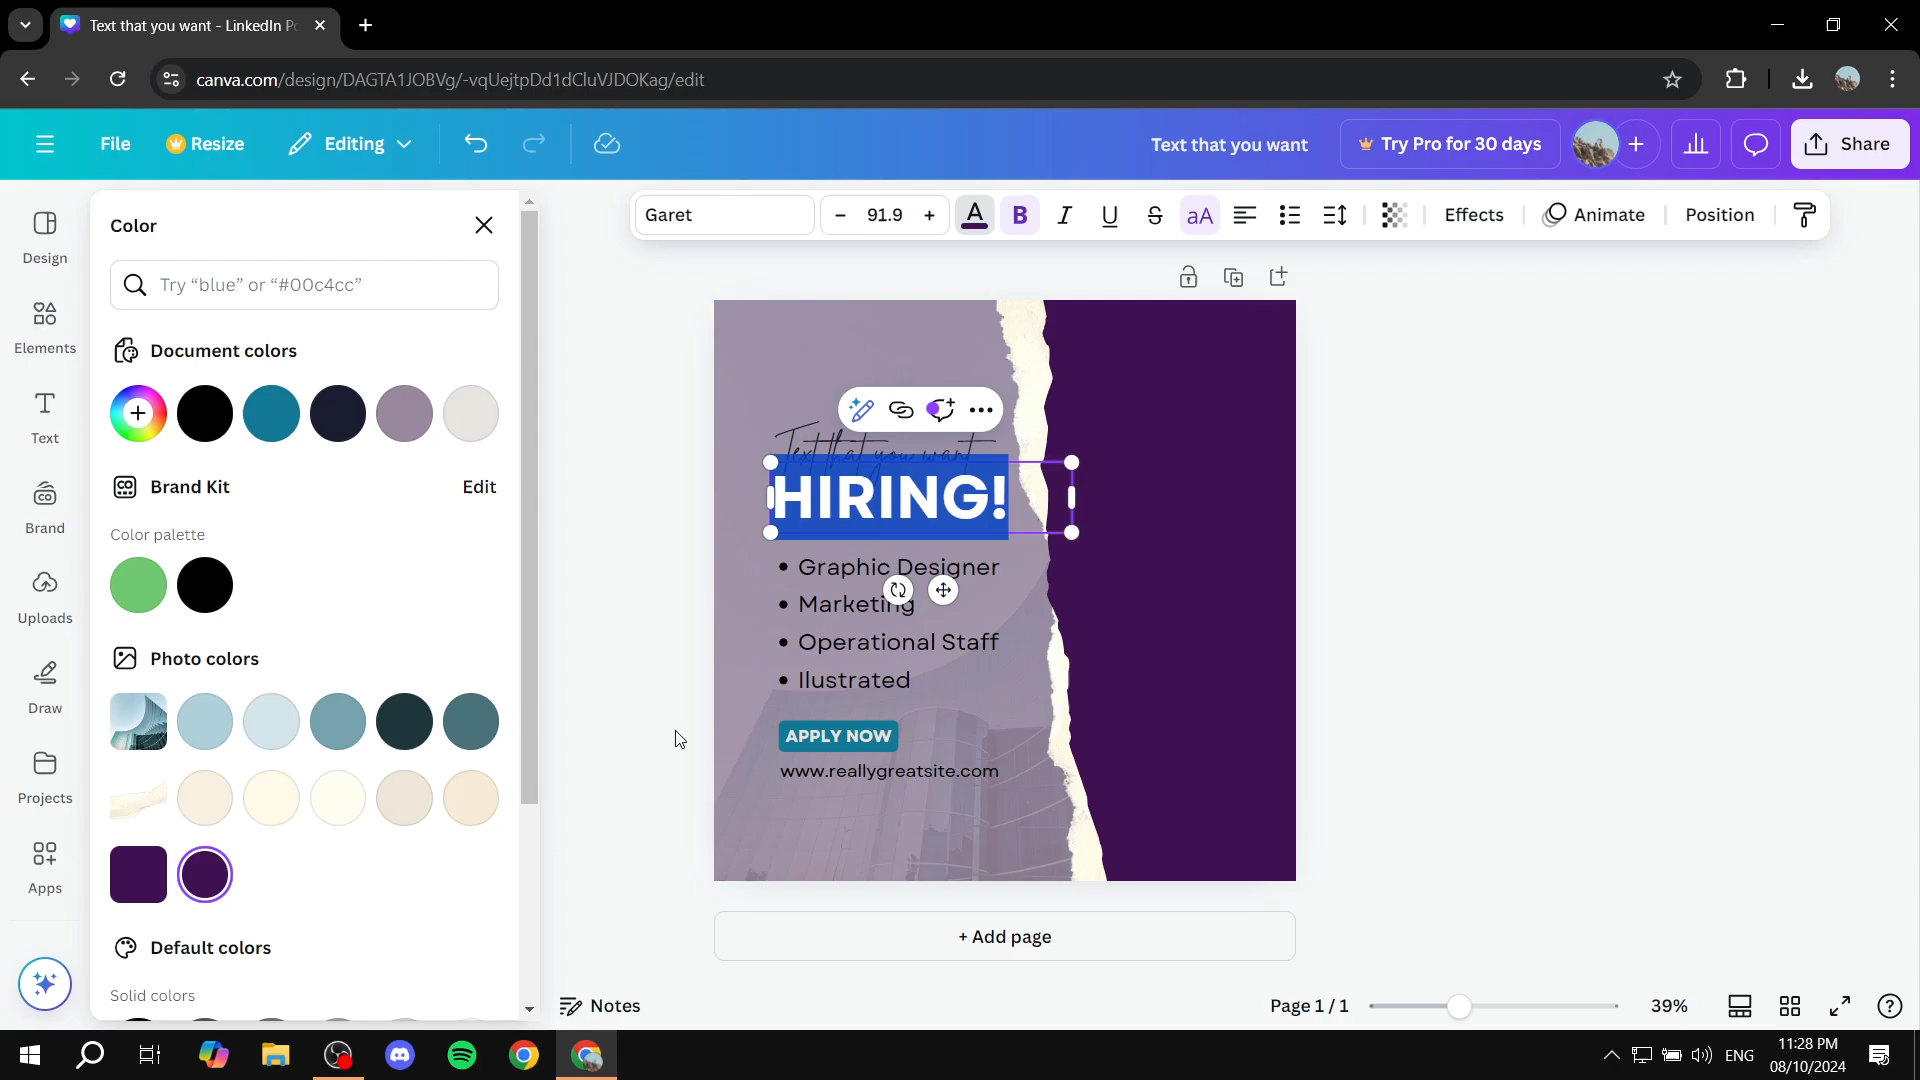 Text that you want - LinkedIn Po
canva.com/design/DAGTA1JOBVg/-vqUejtpDd1dCluVJDOKag/edit
File
Resize
Editing
Text that you want
Try Pro for 30 days
Share
Design
Elements
Text
Brand
Uploads
Draw
Projects
Apps
Color
Try “blue” or “#00c4cc”
Document colors
Brand Kit
Edit
Color palette
Photo colors
Default colors
Solid colors
Garet
91.9
A
B
I
U
S
aA
Effects
Animate
Position
Text that you want
HIRING!
• Graphic Designer
• Marketing
• Operational Staff
• Ilustrated
APPLY NOW
www.reallygreatsite.com
+ Add page
Notes
Page 1 / 1
39%
ENG
11:28 PM
08/10/2024